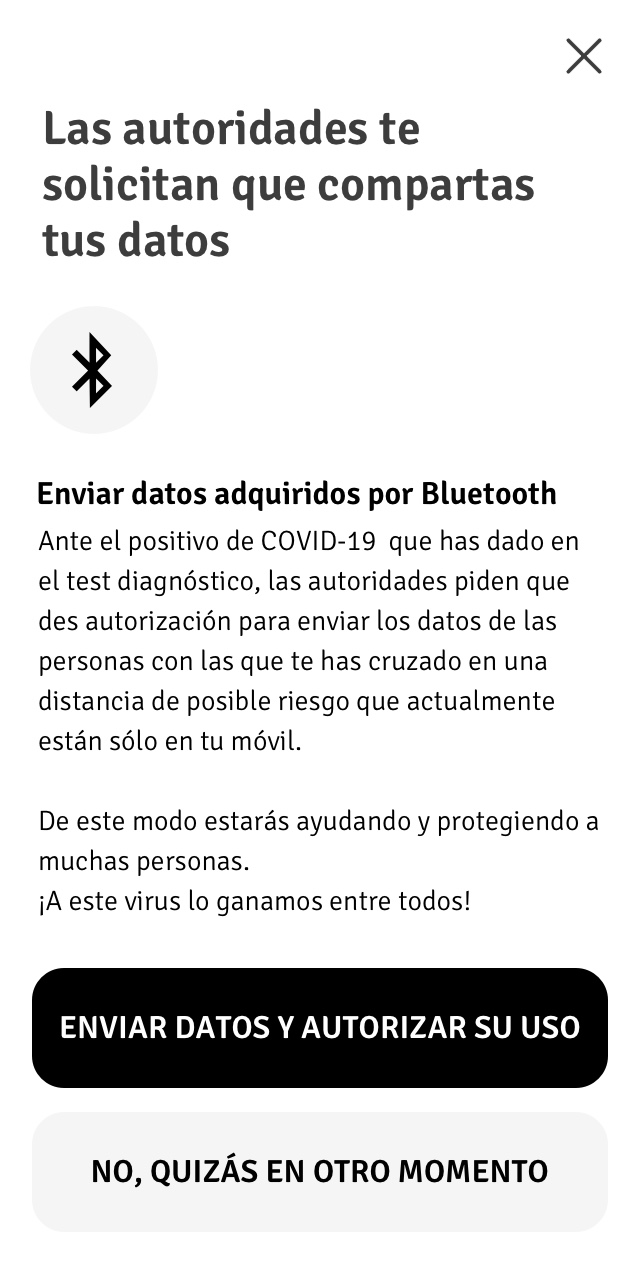 Las autoridades te
solicitan que compartas
tus datos
Enviar datos adquiridos por Bluetooth
Ante el positivo de COVID-19  que has dado en
el test diagnóstico, las autoridades piden que
des autorización para enviar los datos de las
personas con las que te has cruzado en una
distancia de posible riesgo que actualmente
están sólo en tu móvil.
De este modo estarás ayudando y protegiendo a
muchas personas.
¡A este virus lo ganamos entre todos!
ENVIAR DATOS Y AUTORIZAR SU USO
NO, QUIZÁS EN OTRO MOMENTO